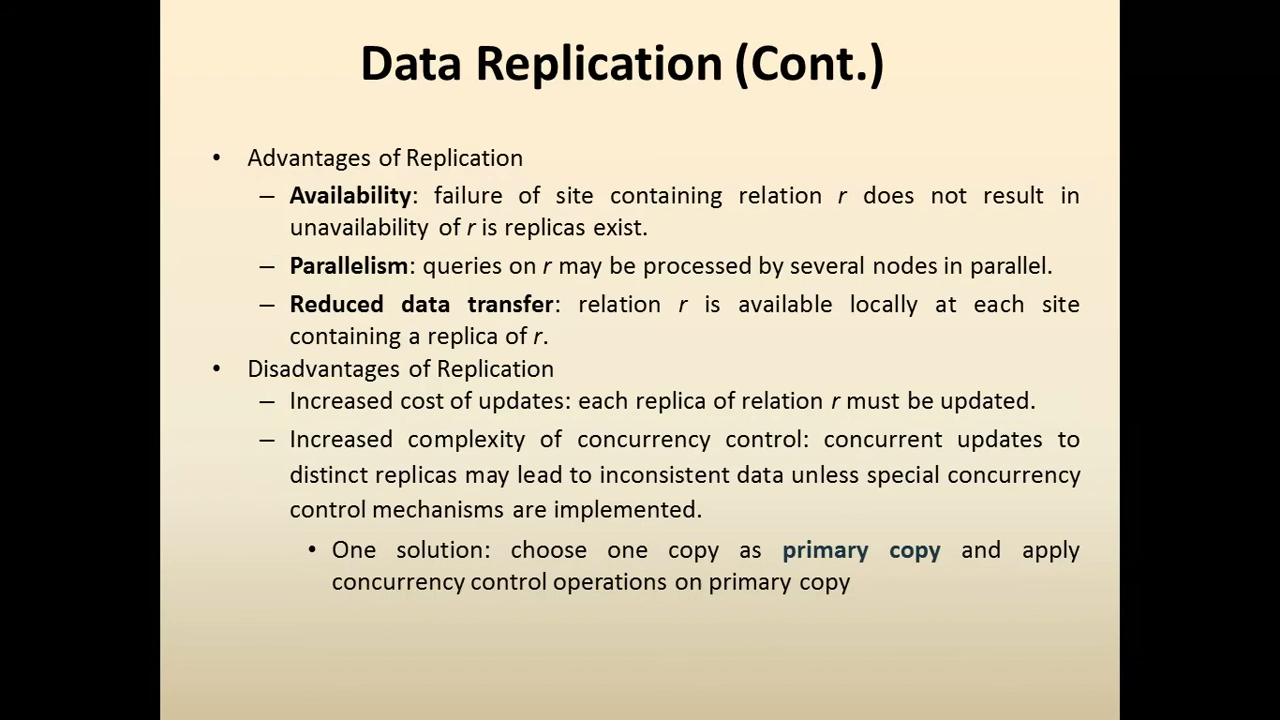 Data Replication (Cont.)
• Advantages of Replication
– Availability: failure of site containing relation r does not result in
unavailability of r is replicas exist.
– Parallelism: queries on r may be processed by several nodes in parallel.
– Reduced data transfer: relation r is available locally at each site
containing a replica of r.
• Disadvantages of Replication
– Increased cost of updates: each replica of relation r must be updated.
– Increased complexity of concurrency control: concurrent updates to
distinct replicas may lead to inconsistent data unless special concurrency
control mechanisms are implemented.
• One solution: choose one copy as primary copy and apply
concurrency control operations on primary copy